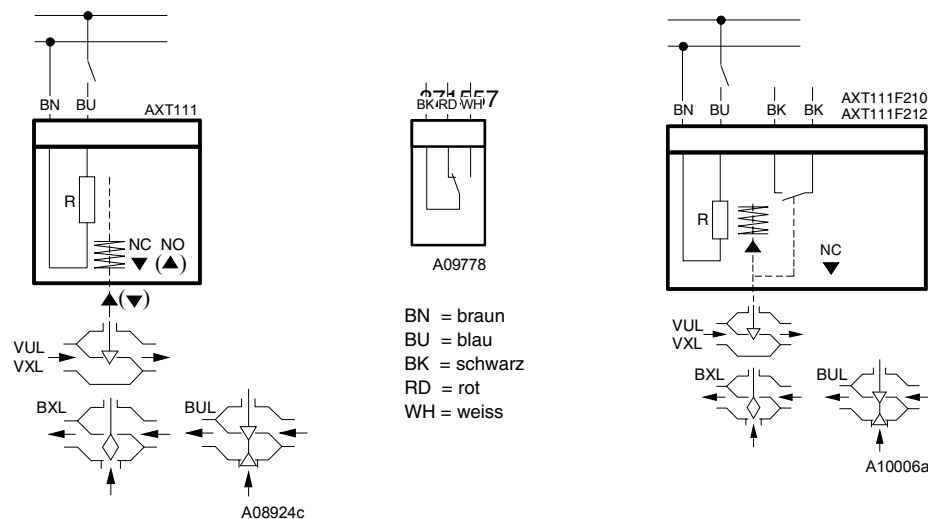 BN BU AXT111
R
NC NO
(▲)
(▼)
VUL
VXL
BXL BUL
A08924c
371557
BK RD WH
A09778
BN = braun
BU = blau
BK = schwarz
RD = rot
WH = weiss
AXT111F210
AXT111F212
BN BU BK BK
R
NC
VUL
VXL
BXL BUL
A10006a